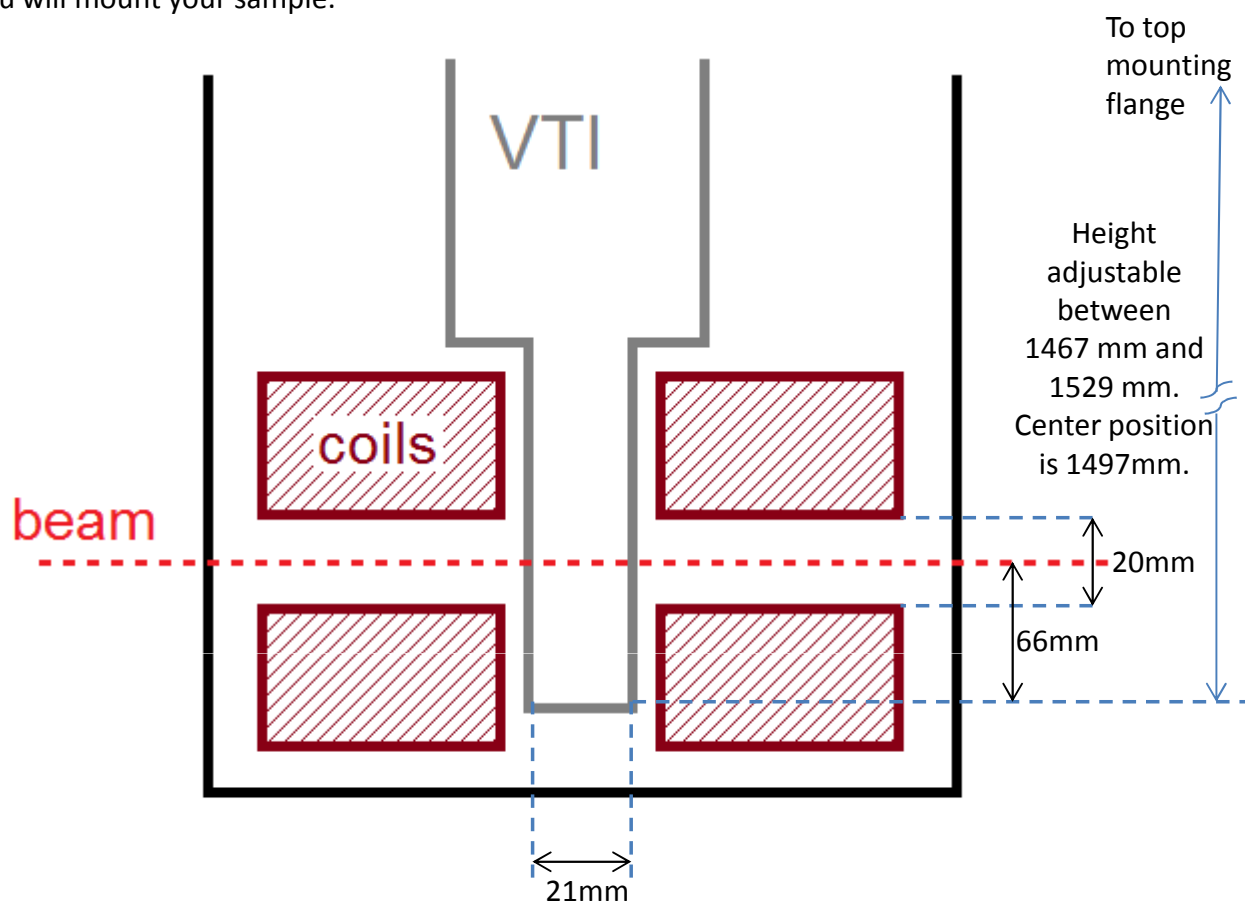 u will mount your sample.
To top
mounting
flange
VTI
Height
adjustable
between
1467 mm and
1529 mm.
Center position
is 1497mm.
coils
beam
20mm
66mm
21mm